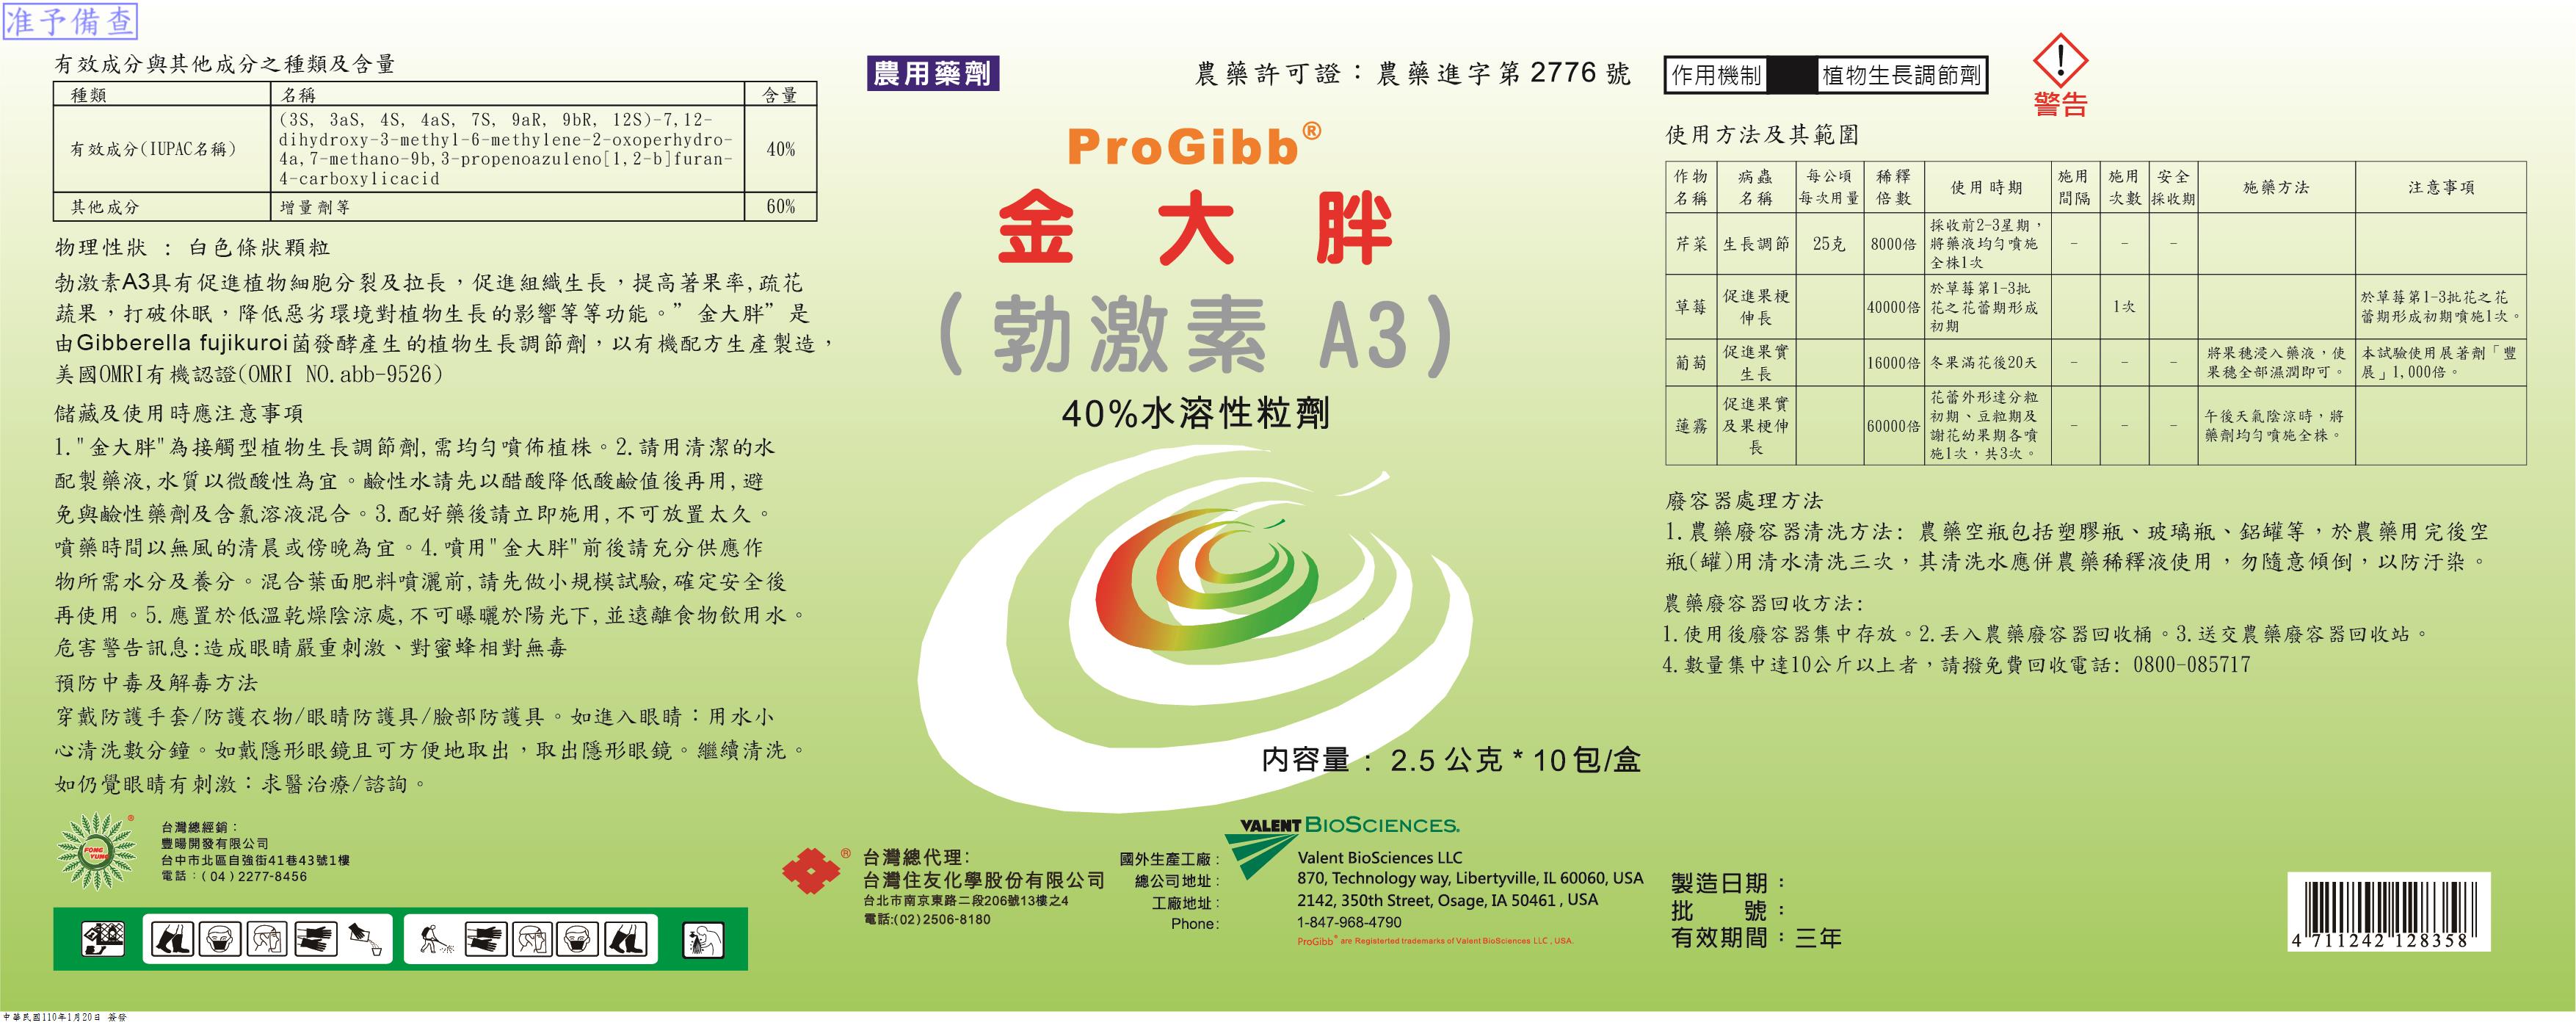 准予備查
有效成分與其他成分之種類及含量
種類 名稱 含量
有效成分(IUPAC名稱) (3S, 3aS, 4S, 4aS, 7S, 9aR, 9bR, 12S)-7,12-
dihydroxy-3-methyl-6-methylene-2-oxoperhydro-
4a,7-methano-9b,3-propenoazuleno[1,2-b]furan-
4-carboxylicacid 40%
其他成分 增量劑等 60%
物理性狀 : 白色條狀顆粒
勃激素A3具有促進植物細胞分裂及拉長，促進組織生長，提高著果率,疏花
蔬果，打破休眠，降低惡劣環境對植物生長的影響等等功能。”金大胖”是
由Gibberella fujikuroi菌發酵產生的植物生長調節劑，以有機配方生產製造，
美國OMRI有機認證(OMRI NO.abb-9526)
儲藏及使用時應注意事項
1."金大胖"為接觸型植物生長調節劑,需均勻噴佈植株。2.請用清潔的水
配製藥液,水質以微酸性為宜。鹼性水請先以醋酸降低酸鹼值後再用,避
免與鹼性藥劑及含氯溶液混合。3.配好藥後請立即施用,不可放置太久。
噴藥時間以無風的清晨或傍晚為宜。4.噴用"金大胖"前後請充分供應作
物所需水分及養分。混合葉面肥料噴灑前,請先做小規模試驗,確定安全後
再使用。5.應置於低溫乾燥陰涼處,不可曝曬於陽光下,並遠離食物飲用水。
危害警告訊息:造成眼睛嚴重刺激、對蜜蜂相對無毒
預防中毒及解毒方法
穿戴防護手套/防護衣物/眼睛防護具/臉部防護具。如進入眼睛：用水小
心清洗數分鐘。如戴隱形眼鏡且可方便地取出，取出隱形眼鏡。繼續清洗。
如仍覺眼睛有刺激：求醫治療/諮詢。
FONG
YUNG
®
台灣總經銷：
豐暘開發有限公司
台中市北區自強街41巷43號1樓
電話：(04)2277-8456
農用藥劑
農藥許可證：農藥進字第 2776 號
ProGibb®
金大胖
(勃激素 A3)
40%水溶性粒劑
內容量： 2.5 公克 * 10 包/盒
®
台灣總代理:
台灣住友化學股份有限公司
台北市南京東路二段206號13樓之4
電話:(02)2506-8180
VALENT BIOSCIENCES.
國外生產工廠： Valent BioSciences LLC
總公司地址： 870, Technology way, Libertyville, IL 60060, USA
工廠地址： 2142, 350th Street, Osage, IA 50461 , USA
Phone: 1-847-968-4790
ProGibb® are Registerted trademarks of Valent BioSciences LLC , USA.
作用機制 植物生長調節劑
!
警告
使用方法及其範圍
作物名稱 病蟲名稱 每公頃每次用量 稀釋倍數 使用時期 施用間隔 施用次數 安全採收期 施藥方法 注意事項
芹菜 生長調節 25克 8000倍 採收前2-3星期，將藥液均勻噴施全株1次 - - -
草莓 促進果梗伸長 40000倍 於草莓第1-3批花之花蕾期形成初期 1次 於草莓第1-3批花之花蕾期形成初期噴施1次。
葡萄 促進果實生長 16000倍 冬果滿花後20天 - - - 將果穗浸入藥液，使果穗全部濕潤即可。 本試驗使用展著劑「豐展」1,000倍。
蓮霧 促進果實及果梗伸長 60000倍 花蕾外形達分粒初期、豆粒期及謝花幼果期各噴施1次，共3次。 - - - 午後天氣陰涼時，將藥劑均勻噴施全株。
廢容器處理方法
1.農藥廢容器清洗方法: 農藥空瓶包括塑膠瓶、玻璃瓶、鋁罐等，於農藥用完後空
瓶(罐)用清水清洗三次，其清洗水應併農藥稀釋液使用，勿隨意傾倒，以防汙染。
農藥廢容器回收方法:
1.使用後廢容器集中存放。2.丟入農藥廢容器回收桶。3.送交農藥廢容器回收站。
4.數量集中達10公斤以上者，請撥免費回收電話: 0800-085717
製造日期：
批 號：
有效期間：三年
4 711242 128358
中華民國110年1月20日 簽發